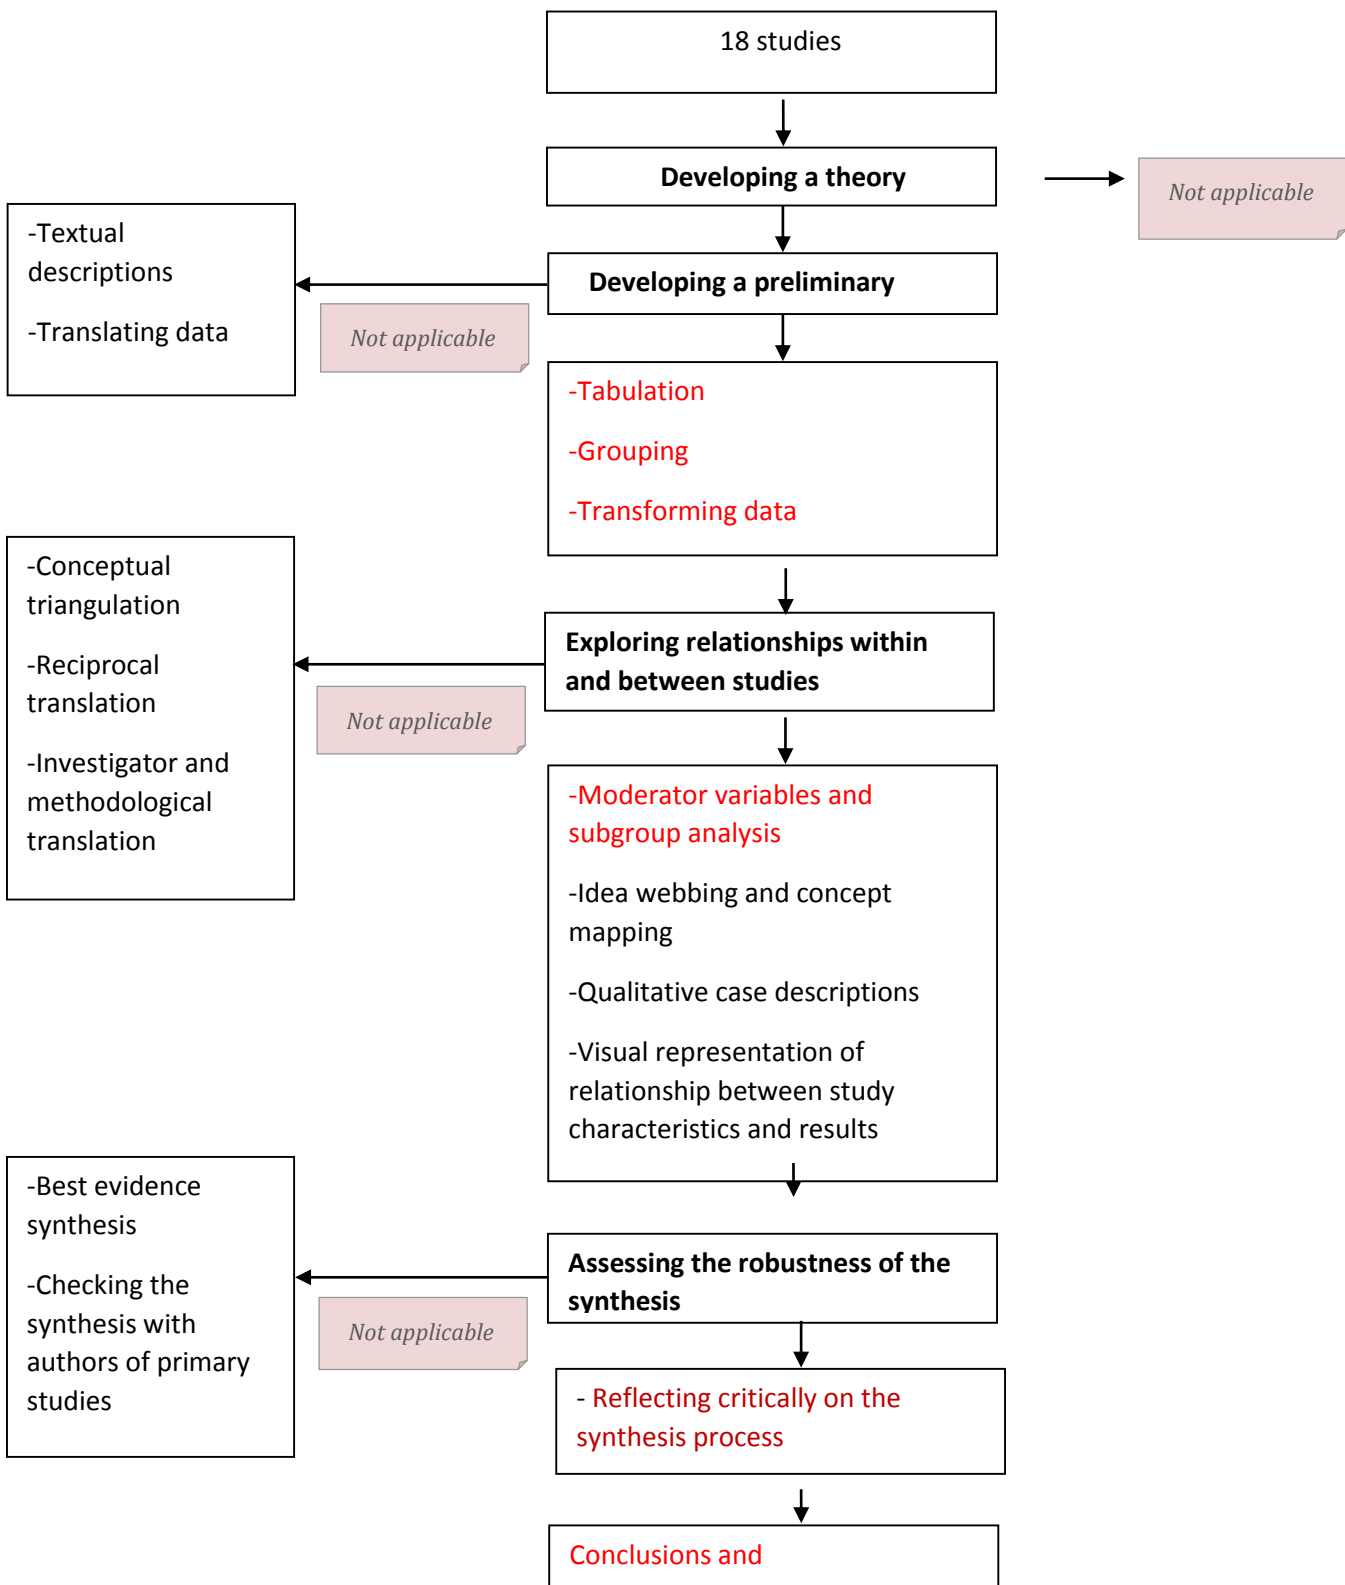 18 studies
Developing a theory
Not applicable
-Textual
descriptions
-Translating data
Developing a preliminary
Not applicable
-Tabulation
-Grouping
-Transforming data
-Conceptual
triangulation
-Reciprocal
translation
-Investigator and
methodological
translation
Exploring relationships within
and between studies
Not applicable
-Moderator variables and
subgroup analysis
-Idea webbing and concept
mapping
-Qualitative case descriptions
-Visual representation of
relationship between study
characteristics and results
-Best evidence
synthesis
-Checking the
synthesis with
authors of primary
studies
Assessing the robustness of the
synthesis
Not applicable
- Reflecting critically on the
synthesis process
Conclusions and